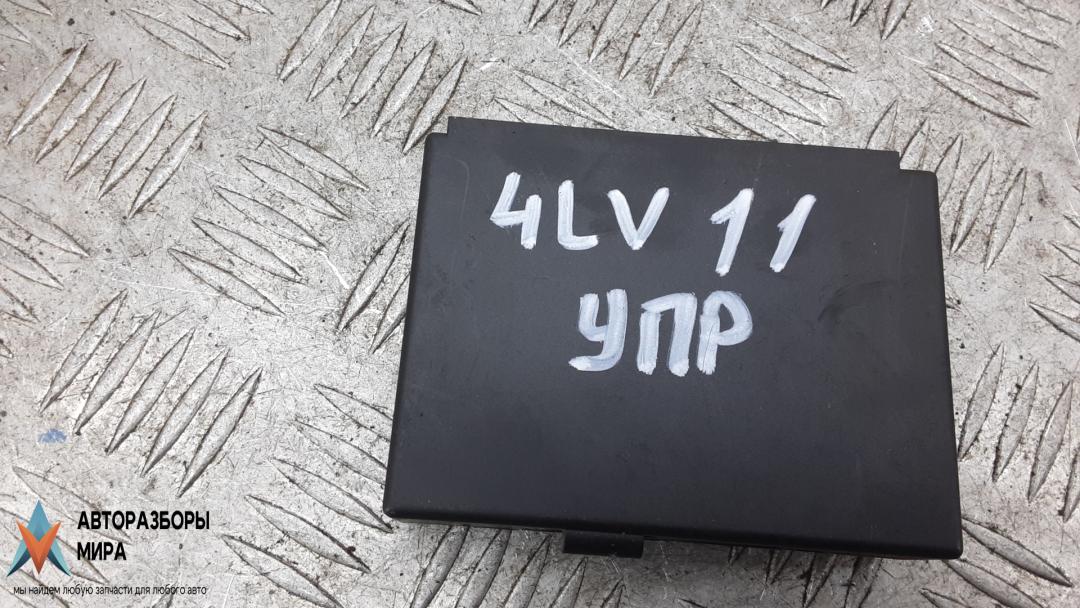 4LV 11
УПР
АВТОРАЗБОРЫ
МИРА
мы найдем любую запчасти для любого авто